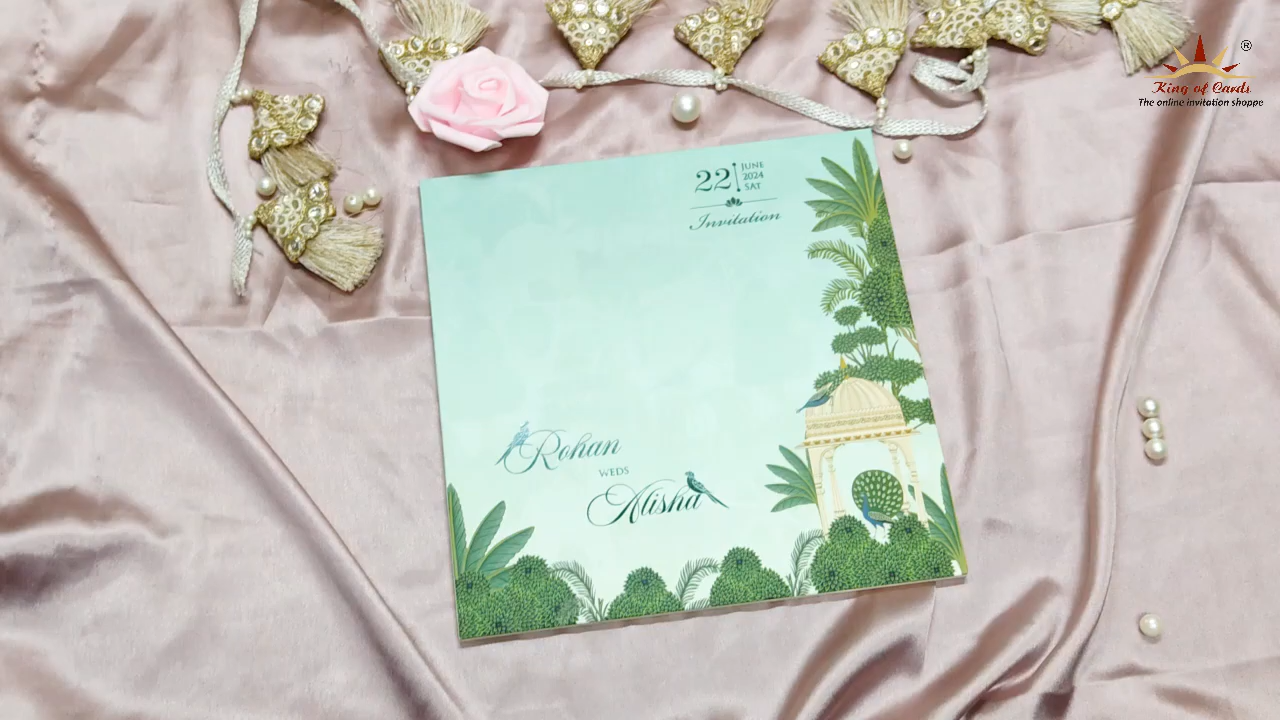 King of Cards
®
The online invitation shoppe
22 JUNE
2024
SAT
Invitation
Rohan
WEDS
Alisha